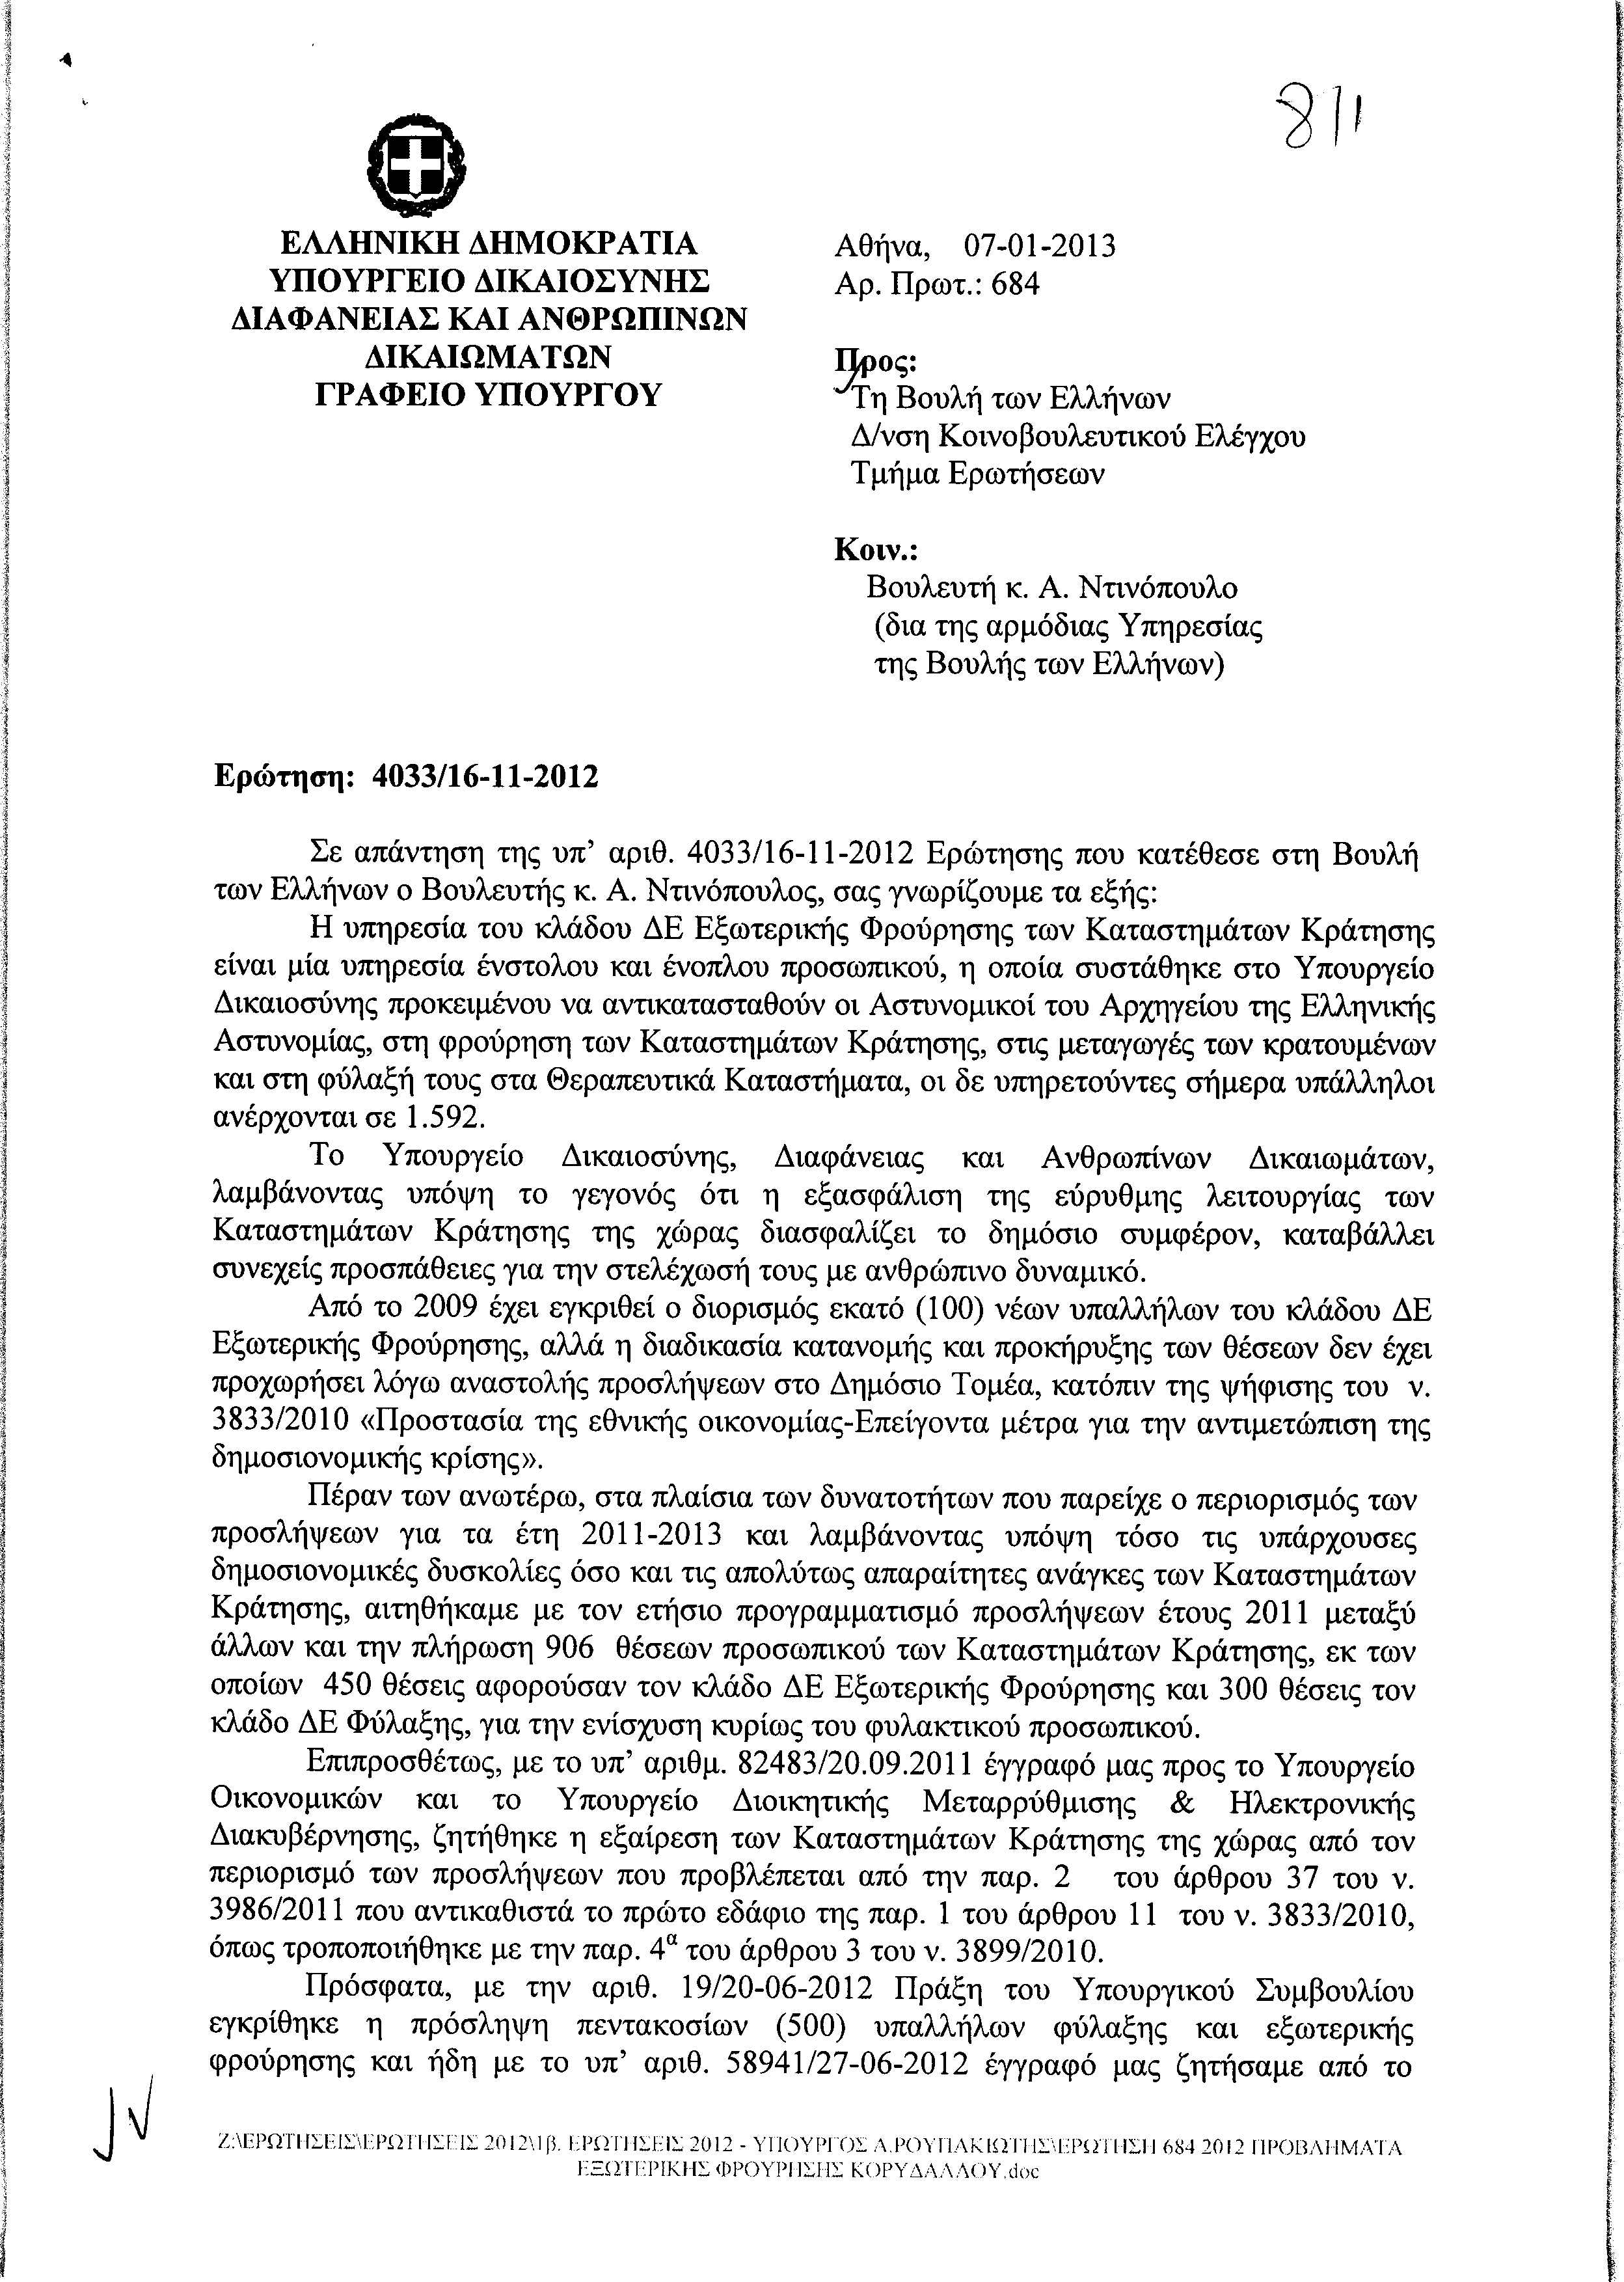 811
ΕΛΛΗΝΙΚΗ ΔΗΜΟΚΡΑΤΙΑ
ΥΠΟΥΡΓΕΙΟ ΔΙΚΑΙΟΣΥΝΗΣ
ΔΙΑΦΑΝΕΙΑΣ ΚΑΙ ΑΝΘΡΩΠΙΝΩΝ
ΔΙΚΑΙΩΜΑΤΩΝ
ΓΡΑΦΕΙΟ ΥΠΟΥΡΓΟΥ
Αθήνα, 07-01-2013
Αρ. Πρωτ.: 684
Προς:
Τη Βουλή των Ελλήνων
Δ/νση Κοινοβουλευτικού Ελέγχου
Τμήμα Ερωτήσεων
Κοιν.:
Βουλευτή κ. Α. Ντινόπουλο
(δια της αρμόδιας Υπηρεσίας
της Βουλής των Ελλήνων)
Ερώτηση: 4033/16-11-2012
Σε απάντηση της υπ’ αριθ. 4033/16-11-2012 Ερώτησης που κατέθεσε στη Βουλή
των Ελλήνων ο Βουλευτής κ. Α. Ντινόπουλος, σας γνωρίζουμε τα εξής:
Η υπηρεσία του κλάδου ΔΕ Εξωτερικής Φρούρησης των Καταστημάτων Κράτησης
είναι μία υπηρεσία ένστολου και ένοπλου προσωπικού, η οποία συστάθηκε στο Υπουργείο
Δικαιοσύνης προκειμένου να αντικατασταθούν οι Αστυνομικοί του Αρχηγείου της Ελληνικής
Αστυνομίας, στη φρούρηση των Καταστημάτων Κράτησης, στις μεταγωγές των κρατουμένων
και στη φύλαξή τους στα Θεραπευτικά Καταστήματα, οι δε υπηρετούντες σήμερα υπάλληλοι
ανέρχονται σε 1.592.
Το Υπουργείο Δικαιοσύνης, Διαφάνειας και Ανθρωπίνων Δικαιωμάτων,
λαμβάνοντας υπόψη το γεγονός ότι η εξασφάλιση της εύρυθμης λειτουργίας των
Καταστημάτων Κράτησης της χώρας διασφαλίζει το δημόσιο συμφέρον, καταβάλλει
συνεχείς προσπάθειες για την στελέχωσή τους με ανθρώπινο δυναμικό.
Από το 2009 έχει εγκριθεί ο διορισμός εκατό (100) νέων υπαλλήλων του κλάδου ΔΕ
Εξωτερικής Φρούρησης, αλλά η διαδικασία κατανομής και προκήρυξης των θέσεων δεν έχει
προχωρήσει λόγω αναστολής προσλήψεων στο Δημόσιο Τομέα, κατόπιν της ψήφισης του ν.
3833/2010 «Προστασία της εθνικής οικονομίας-Επείγοντα μέτρα για την αντιμετώπιση της
δημοσιονομικής κρίσης».
Πέραν των ανωτέρω, στα πλαίσια των δυνατοτήτων που παρείχε ο περιορισμός των
προσλήψεων για τα έτη 2011-2013 και λαμβάνοντας υπόψη τόσο τις υπάρχουσες
δημοσιονομικές δυσκολίες όσο και τις απολύτως απαραίτητες ανάγκες των Καταστημάτων
Κράτησης, αιτηθήκαμε με τον ετήσιο προγραμματισμό προσλήψεων έτους 2011 μεταξύ
άλλων και την πλήρωση 906 θέσεων προσωπικού των Καταστημάτων Κράτησης, εκ των
οποίων 450 θέσεις αφορούσαν τον κλάδο ΔΕ Εξωτερικής Φρούρησης και 300 θέσεις τον
κλάδο ΔΕ Φύλαξης, για την ενίσχυση κυρίως του φυλακτικού προσωπικού.
Επιπροσθέτως, με το υπ’ αριθμ. 82483/20.09.2011 έγγραφό μας προς το Υπουργείο
Οικονομικών και το Υπουργείο Διοικητικής Μεταρρύθμισης & Ηλεκτρονικής
Διακυβέρνησης, ζητήθηκε η εξαίρεση των Καταστημάτων Κράτησης της χώρας από τον
περιορισμό των προσλήψεων που προβλέπεται από την παρ. 2 του άρθρου 37 του ν.
3986/2011 που αντικαθιστά το πρώτο εδάφιο της παρ. 1 του άρθρου 11 του ν. 3833/2010,
όπως τροποποιήθηκε με την παρ. 4α του άρθρου 3 του ν. 3899/2010.
Πρόσφατα, με την αριθ. 19/20-06-2012 Πράξη του Υπουργικού Συμβουλίου
εγκρίθηκε η πρόσληψη πεντακοσίων (500) υπαλλήλων φύλαξης και εξωτερικής
φρούρησης και ήδη με το υπ’ αριθ. 58941/27-06-2012 έγγραφό μας ζητήσαμε από το
Ζ:\ΕΡΩΤΗΣΕΙΣ\ΕΡΩΤΗΣΕΙΣ 2012\1β. ΕΡΩΤΗΣΕΙΣ 2012 - ΥΠΟΥΡΓΟΣ Α.ΡΟΥΠΑΚΙΩΤΗΣ\ΕΡΩΤΗΣΗ 684 2012 ΠΡΟΒΛΗΜΑΤΑ
ΕΞΩΤΕΡΙΚΗΣ ΦΡΟΥΡΗΣΗΣ ΚΟΡΥΔΑΛΛΟΥ.doc